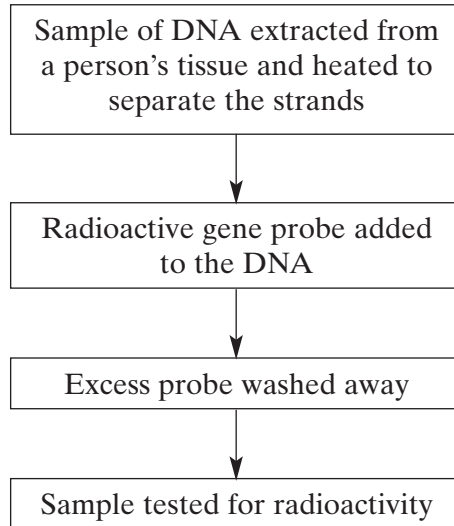 Sample of DNA extracted from
a person’s tissue and heated to
separate the strands
Radioactive gene probe added
to the DNA
Excess probe washed away
Sample tested for radioactivity